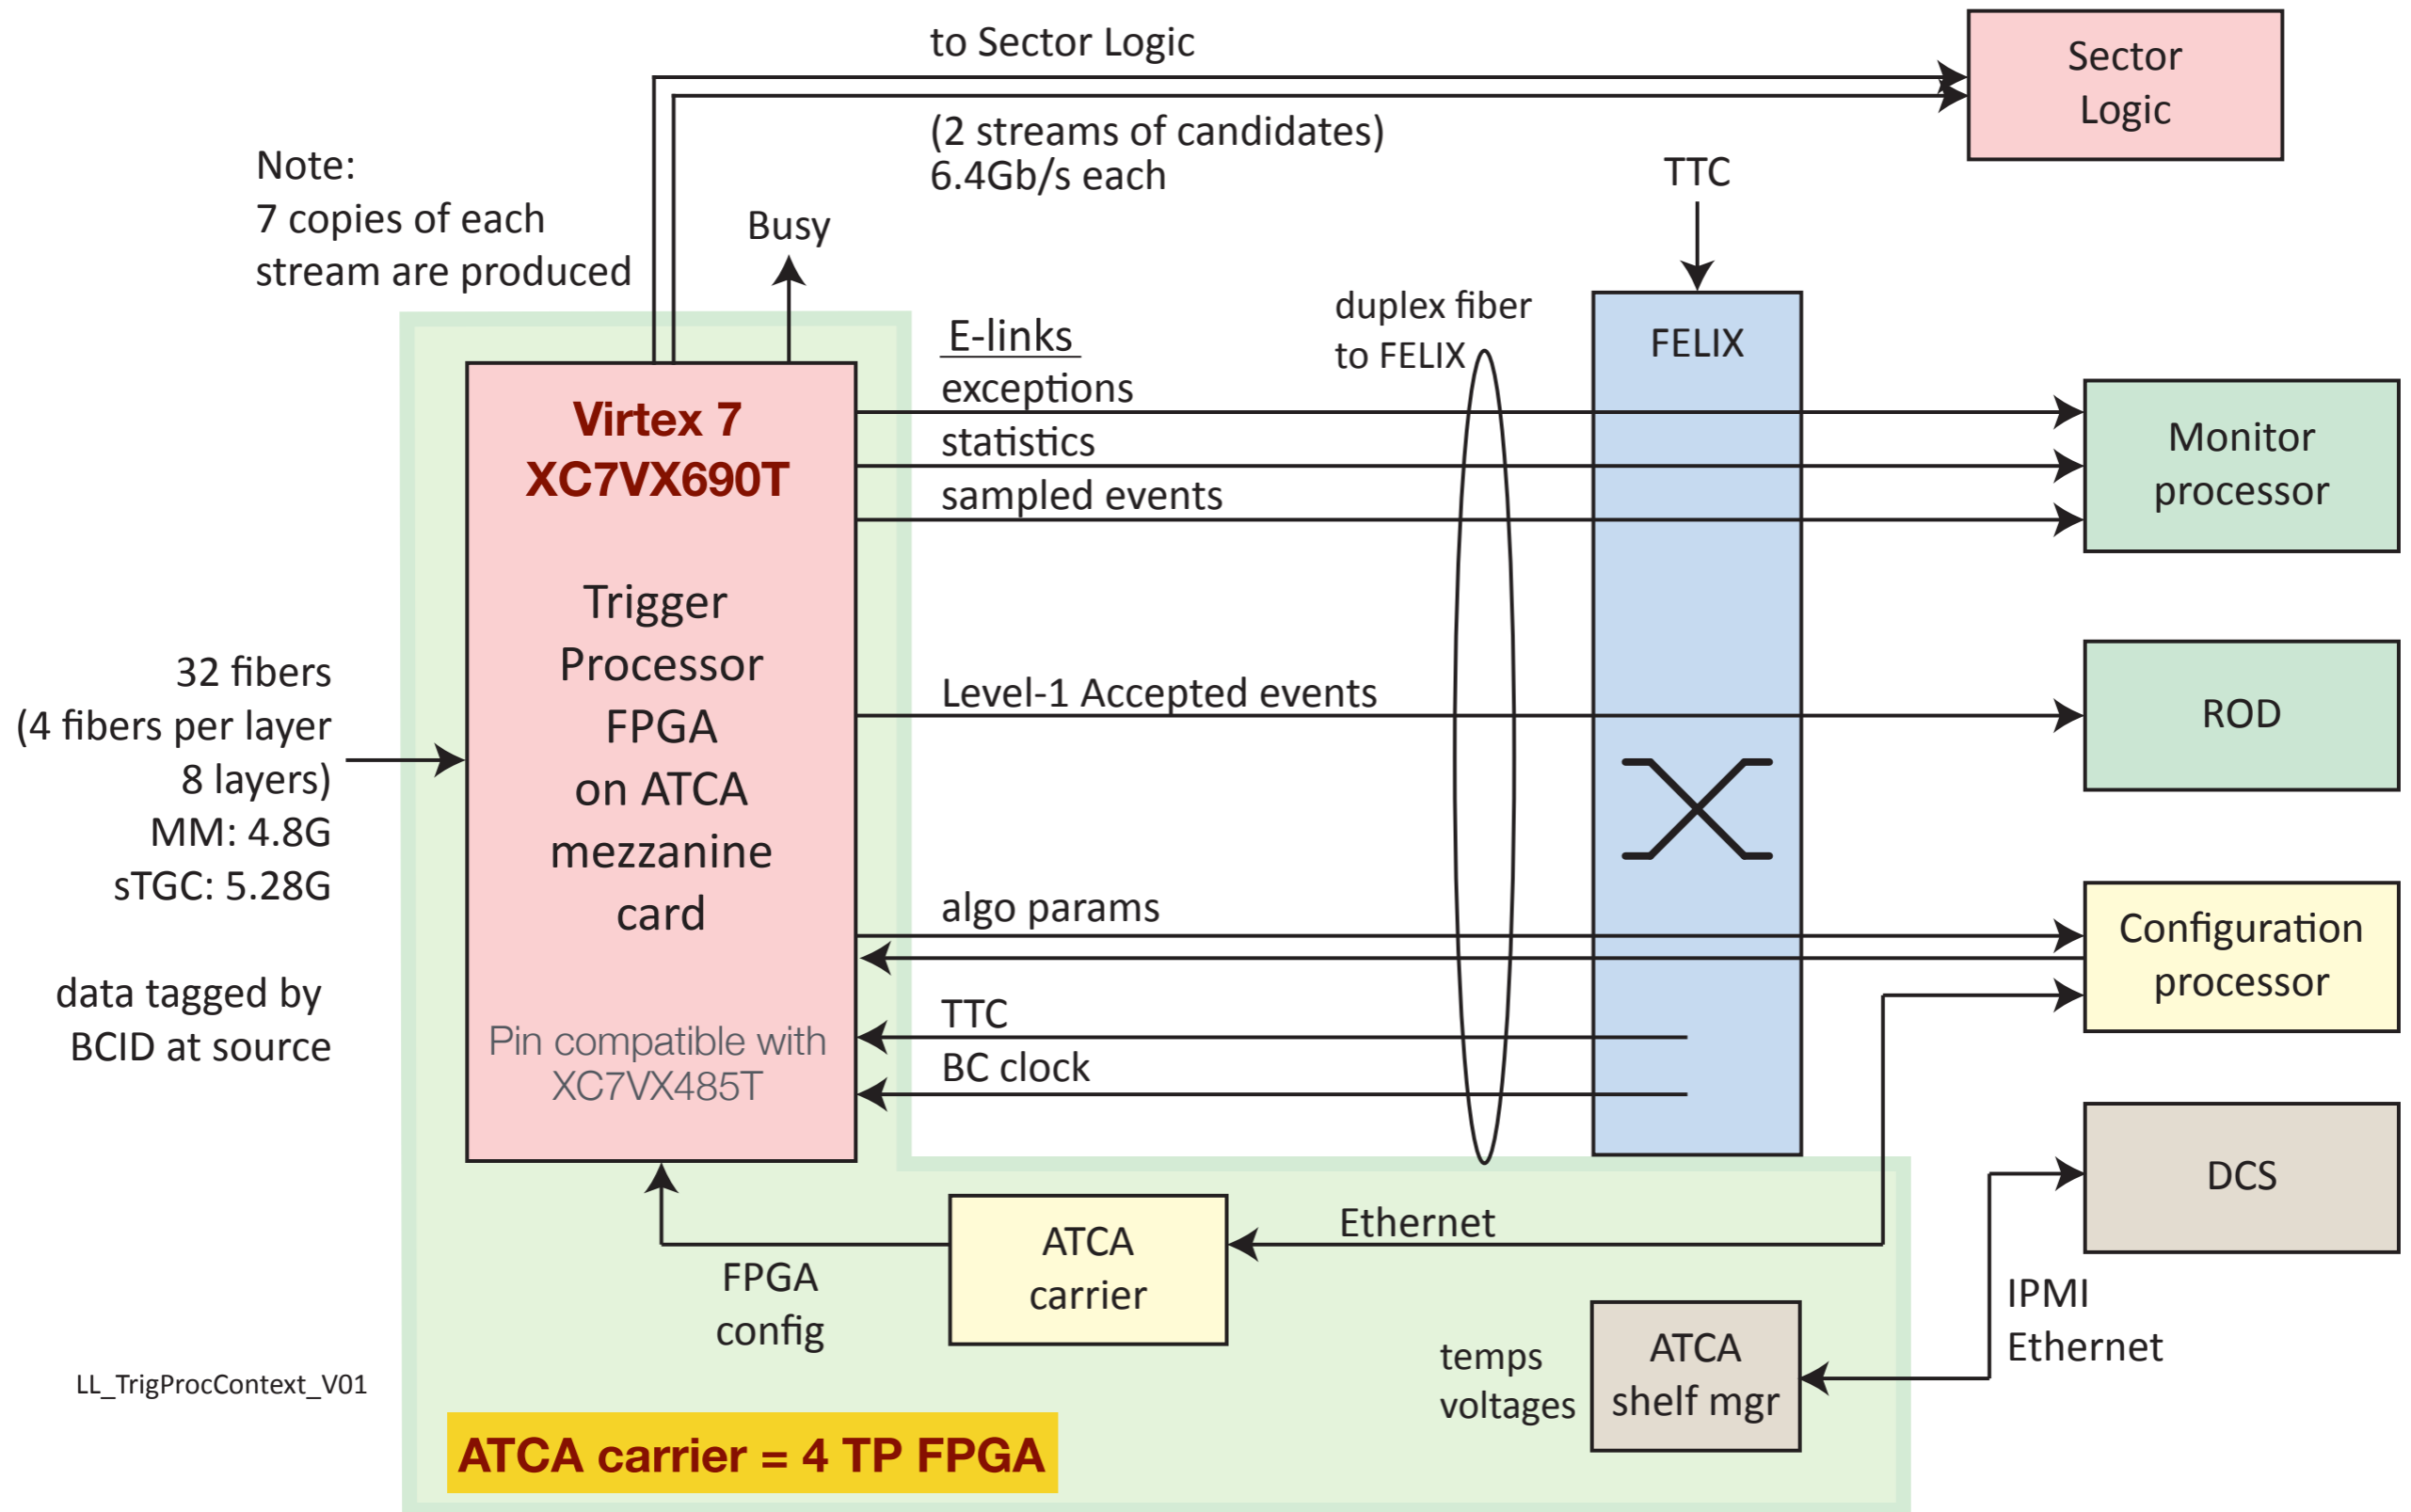 to Sector Logic
(2 streams of candidates)
6.4Gb/s each
Sector
Logic
Note:
7 copies of each
stream are produced
Busy
TTC
E-links
exceptions
statistics
sampled events
duplex fiber
to FELIX
FELIX
Monitor
processor
Virtex 7
XC7VX690T
Trigger
Processor
FPGA
on ATCA
mezzanine
card
Pin compatible with
XC7VX485T
32 fibers
(4 fibers per layer
8 layers)
MM: 4.8G
sTGC: 5.28G
data tagged by
BCID at source
Level-1 Accepted events
ROD
algo params
Configuration
processor
TTC
BC clock
DCS
Ethernet
ATCA
carrier
FPGA
config
IPMI
Ethernet
temps
voltages
ATCA
shelf mgr
LL_TrigProcContext_V01
ATCA carrier = 4 TP FPGA